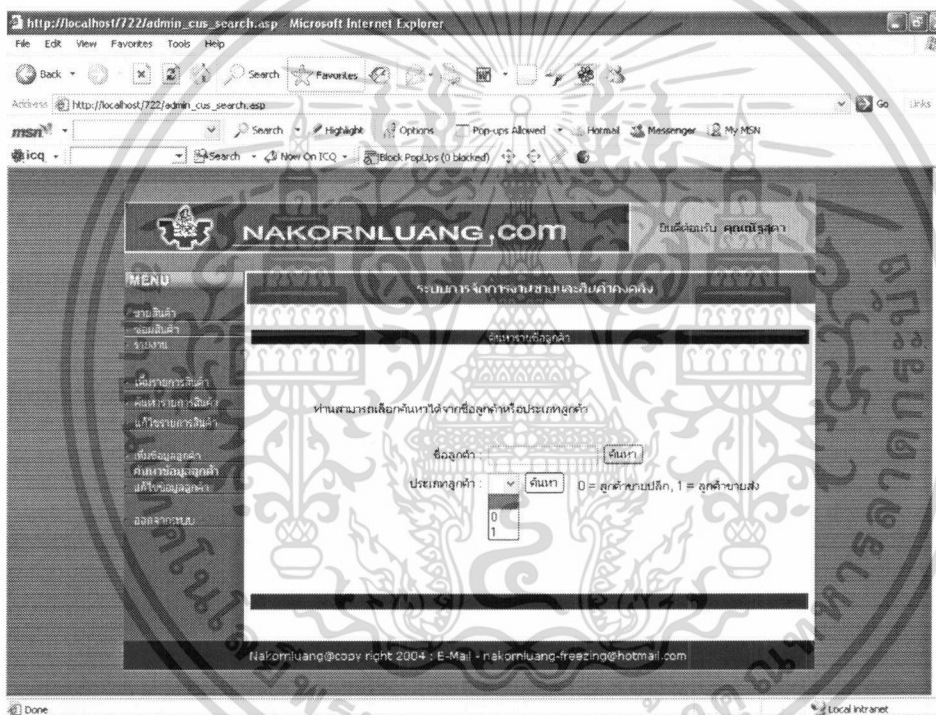 http://localhost/722/admin_cus_search.asp - Microsoft Internet Explorer
File Edit View Favorites Tools Help
Back Search Favorites
Address http://localhost/722/admin_cus_search.asp Go Links
msn Search Highlight Options Pop-ups Allowed Hotmail Messenger My MSN
icq Search Now On ICQ Block PopUps (0 blocked)
NAKORNLUANG.com
ยินดีต้อนรับ คุณณัฐสุดา
MENU
ระบบการจัดการงานขายและสินค้าคงคลัง
ขายสินค้า
ซ่อมสินค้า
รายงาน
ค้นหารายชื่อลูกค้า
เพิ่มรายการสินค้า
ค้นหารายการสินค้า
แก้ไขรายการสินค้า
ท่านสามารถเลือกค้นหาได้จากชื่อลูกค้าหรือประเภทลูกค้า
เพิ่มข้อมูลลูกค้า
ค้นหาข้อมูลลูกค้า
แก้ไขข้อมูลลูกค้า
ชื่อลูกค้า : ค้นหา
ประเภทลูกค้า : ค้นหา 0 = ลูกค้าขายปลีก, 1 = ลูกค้าขายส่ง
0
1
ออกจากระบบ
Nakornluang@copy right 2004 : E-Mail - nakornluang-freezing@hotmail.com
Done Local intranet